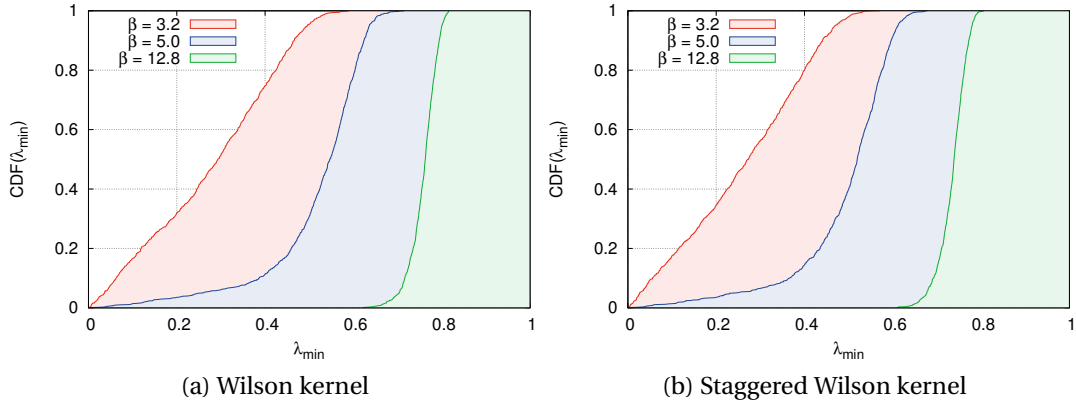 1
0.8
0.6
0.4
0.2
0
0
0.2
0.4
0.6
0.8
1
CDF(λmin)
λmin
β = 3.2
β = 5.0
β = 12.8
(a) Wilson kernel
1
0.8
0.6
0.4
0.2
0
0
0.2
0.4
0.6
0.8
1
CDF(λmin)
λmin
β = 3.2
β = 5.0
β = 12.8
(b) Staggered Wilson kernel